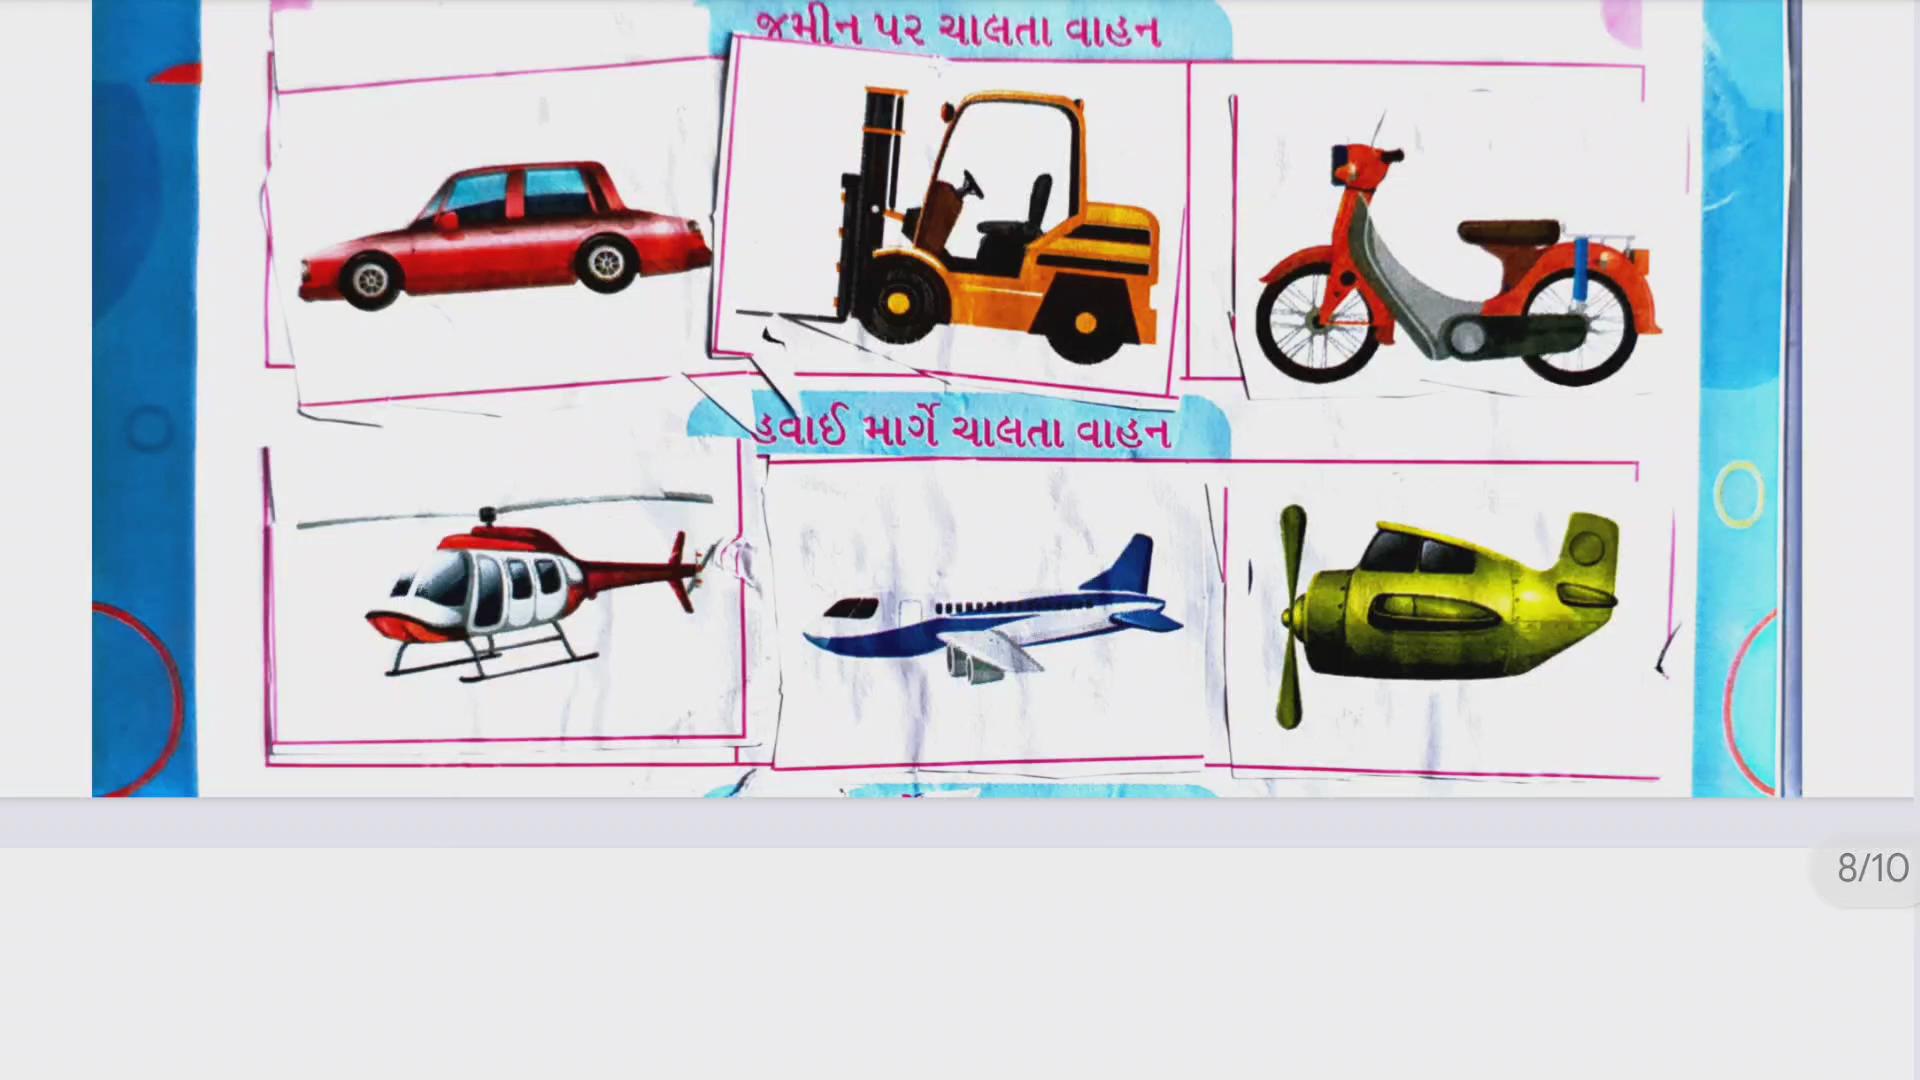 જમીન પર ચાલતા વાહન
હવાઈ માર્ગે ચાલતા વાહન
8/10